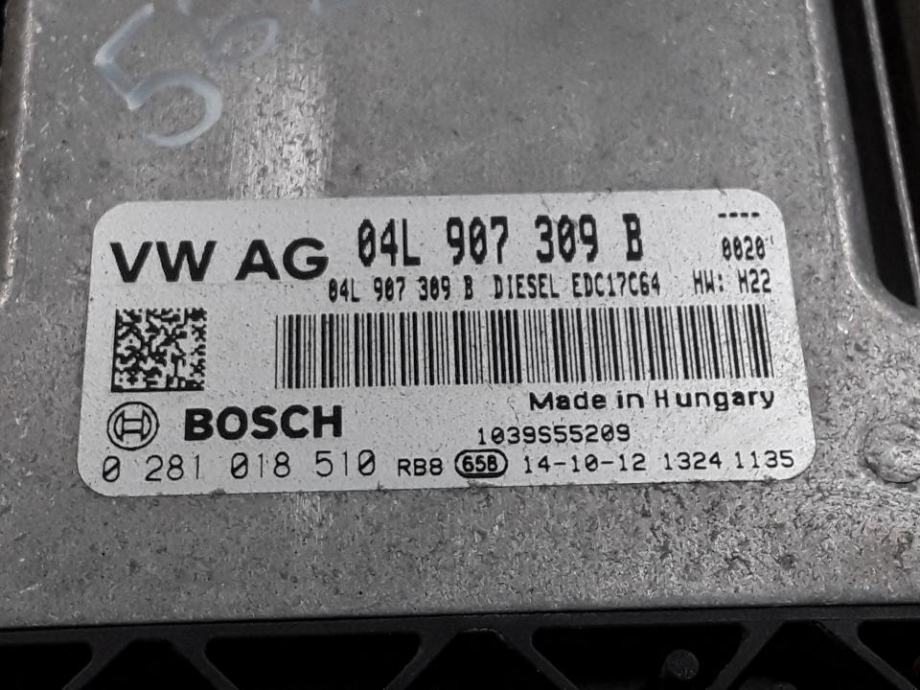 VW AG 04L 907 309 B ----
0020
04L 907 309 B DIESEL EDC17C64 HW: H22
Made in Hungary
BOSCH 1039S55209
0 281 018 510 RB8 65B 14-10-12 1324 1135